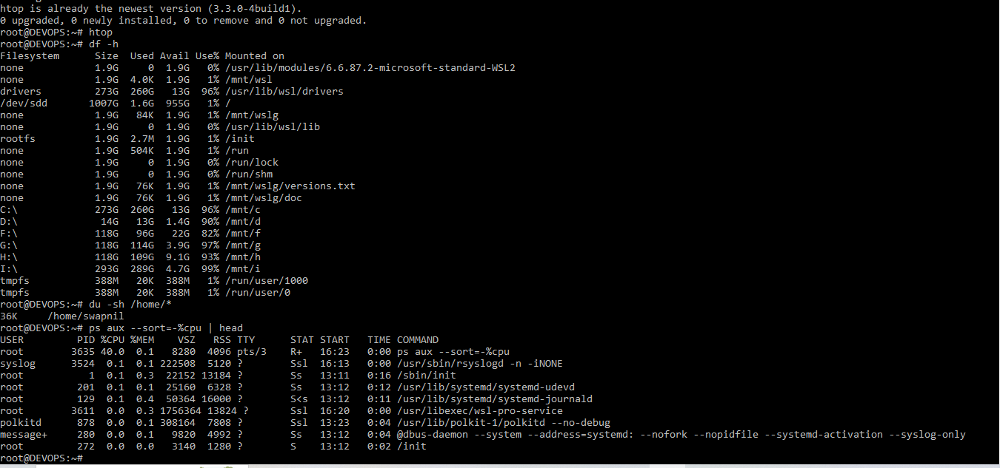 htop is already the newest version (3.3.0-4build1).
0 upgraded, 0 newly installed, 0 to remove and 0 not upgraded.
root@DEVOPS:~# htop
root@DEVOPS:~# df -h
Filesystem      Size  Used Avail Use% Mounted on
none            1.9G     0  1.9G   0% /usr/lib/modules/6.6.87.2-microsoft-standard-WSL2
none            1.9G  4.0K  1.9G   1% /mnt/wsl
drivers         273G  260G   13G  96% /usr/lib/wsl/drivers
/dev/sdd       1007G  1.6G  955G   1% /
none            1.9G   84K  1.9G   1% /mnt/wslg
none            1.9G     0  1.9G   0% /usr/lib/wsl/lib
rootfs          1.9G  2.7M  1.9G   1% /init
none            1.9G  504K  1.9G   1% /run
none            1.9G     0  1.9G   0% /run/lock
none            1.9G     0  1.9G   0% /run/shm
none            1.9G   76K  1.9G   1% /mnt/wslg/versions.txt
none            1.9G   76K  1.9G   1% /mnt/wslg/doc
C:\             273G  260G   13G  96% /mnt/c
D:\              14G   13G  1.4G  90% /mnt/d
F:\             118G   96G   22G  82% /mnt/f
G:\             118G  114G  3.9G  97% /mnt/g
H:\             118G  109G  9.1G  93% /mnt/h
I:\             293G  289G  4.7G  99% /mnt/i
tmpfs           388M   20K  388M   1% /run/user/1000
tmpfs           388M   20K  388M   1% /run/user/0
root@DEVOPS:~# du -sh /home/*
36K     /home/swapnil
root@DEVOPS:~# ps aux --sort=-%cpu | head
USER         PID %CPU %MEM    VSZ   RSS TTY      STAT START   TIME COMMAND
root        3635 40.0  0.1   8280  4096 pts/3    R+   16:23   0:00 ps aux --sort=-%cpu
syslog      3524  0.1  0.1 222508  5120 ?        Ssl  16:13   0:00 /usr/sbin/rsyslogd -n -iNONE
root           1  0.1  0.3  22152 13184 ?        Ss   13:11   0:16 /sbin/init
root         201  0.1  0.1  25160  6328 ?        Ss   13:12   0:12 /usr/lib/systemd/systemd-udevd
root         129  0.1  0.4  50364 16000 ?        S<s  13:12   0:11 /usr/lib/systemd/systemd-journald
root        3611  0.0  0.3 1756364 13824 ?       Ssl  16:20   0:00 /usr/libexec/wsl-pro-service
polkitd      878  0.0  0.1 308164  7808 ?        Ssl  13:23   0:04 /usr/lib/polkit-1/polkitd --no-debug
message+     280  0.0  0.1   9820  4992 ?        Ss   13:12   0:04 @dbus-daemon --system --address=systemd: --nofork --nopidfile --systemd-activation --syslog-only
root         272  0.0  0.0   3140  1280 ?        S    13:12   0:02 /init
root@DEVOPS:~#